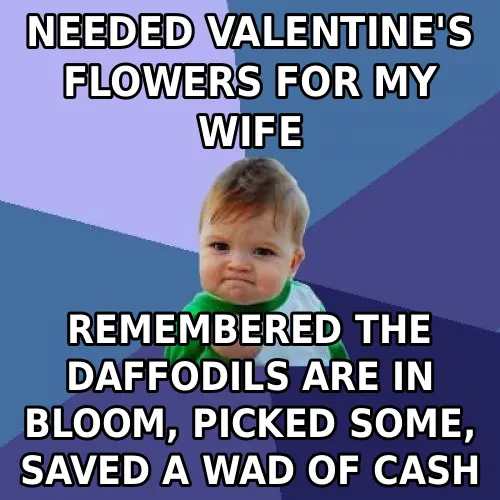 NEEDED VALENTINE'S
FLOWERS FOR MY
WIFE
REMEMBERED THE
DAFFODILS ARE IN
BLOOM, PICKED SOME,
SAVED A WAD OF CASH